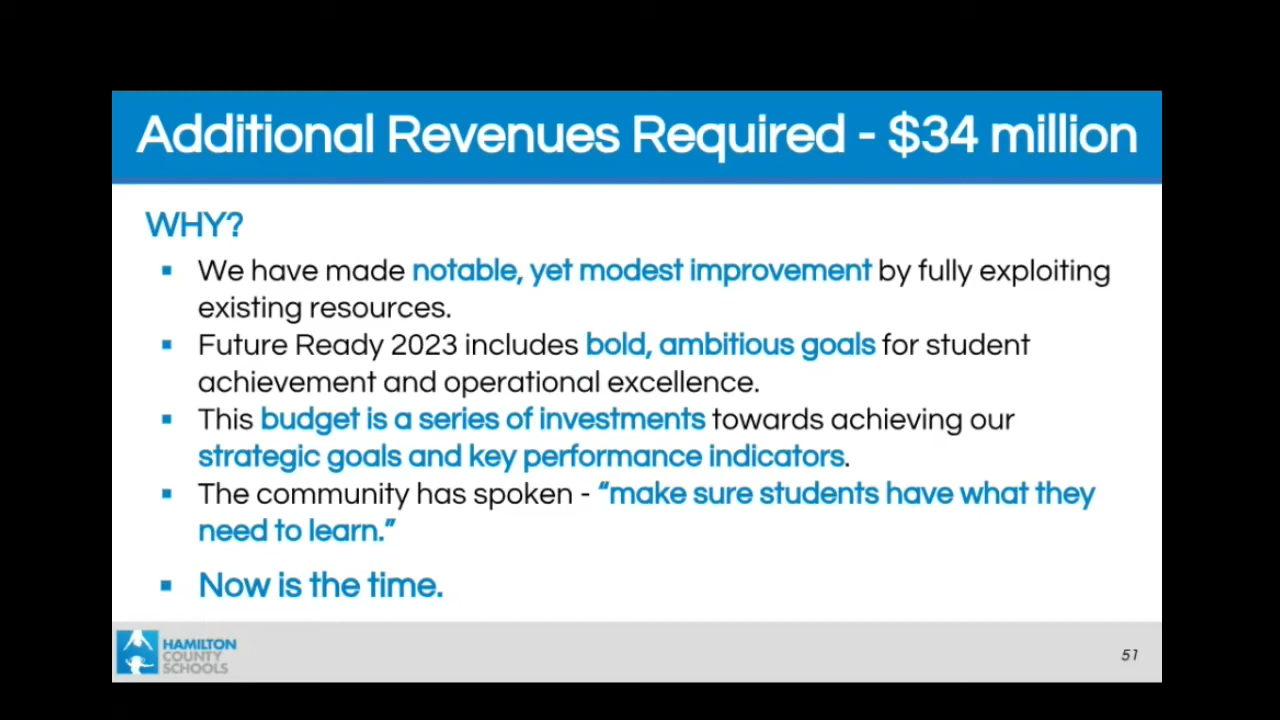 Additional Revenues Required - $34 million
WHY?
▪ We have made notable, yet modest improvement by fully exploiting
existing resources.
▪ Future Ready 2023 includes bold, ambitious goals for student
achievement and operational excellence.
▪ This budget is a series of investments towards achieving our
strategic goals and key performance indicators.
▪ The community has spoken - “make sure students have what they
need to learn.”
▪ Now is the time.
HAMILTON
COUNTY
SCHOOLS
51